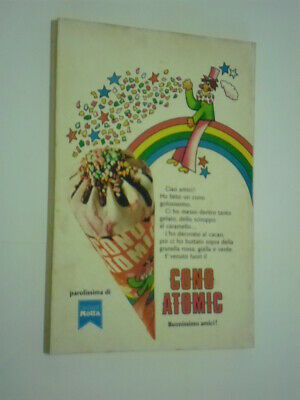 Ciao amici!
Ho fatto un cono
golosissimo.
Ci ho messo dentro tanto
gelato, dello sciroppo
al caramello...
l'ho decorato al cacao,
poi ci ho buttato sopra della
granella rossa, gialla e verde.
E' venuto fuori il
CONO
ATOMIC
Buonissimo amici!
parolissima di
Motta
CONO
ATOMIC